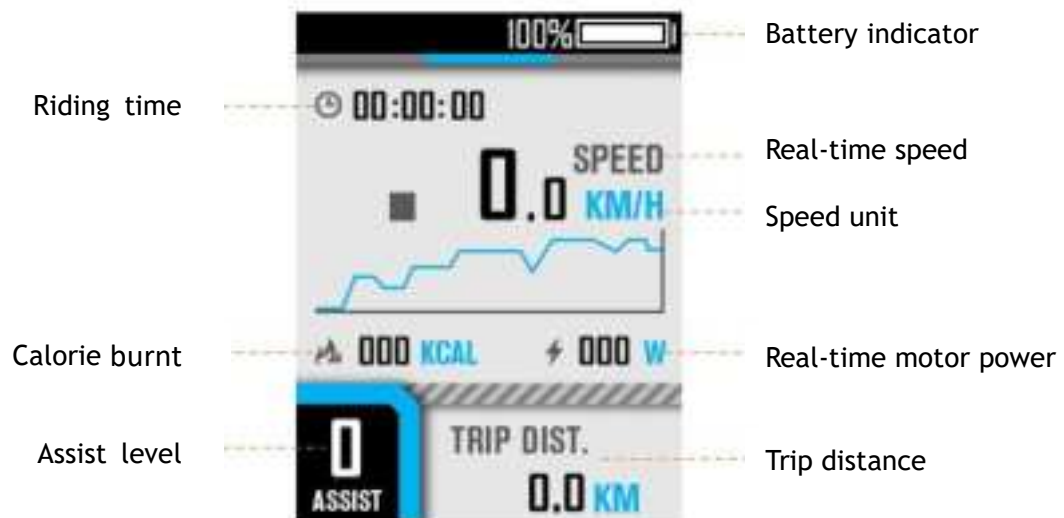 100%
Battery indicator
Riding time
00:00:00
SPEED
Real-time speed
0.0 KM/H
Speed unit
Calorie burnt
000 KCAL
000 W
Real-time motor power
0
ASSIST
Assist level
TRIP DIST.
0.0 KM
Trip distance